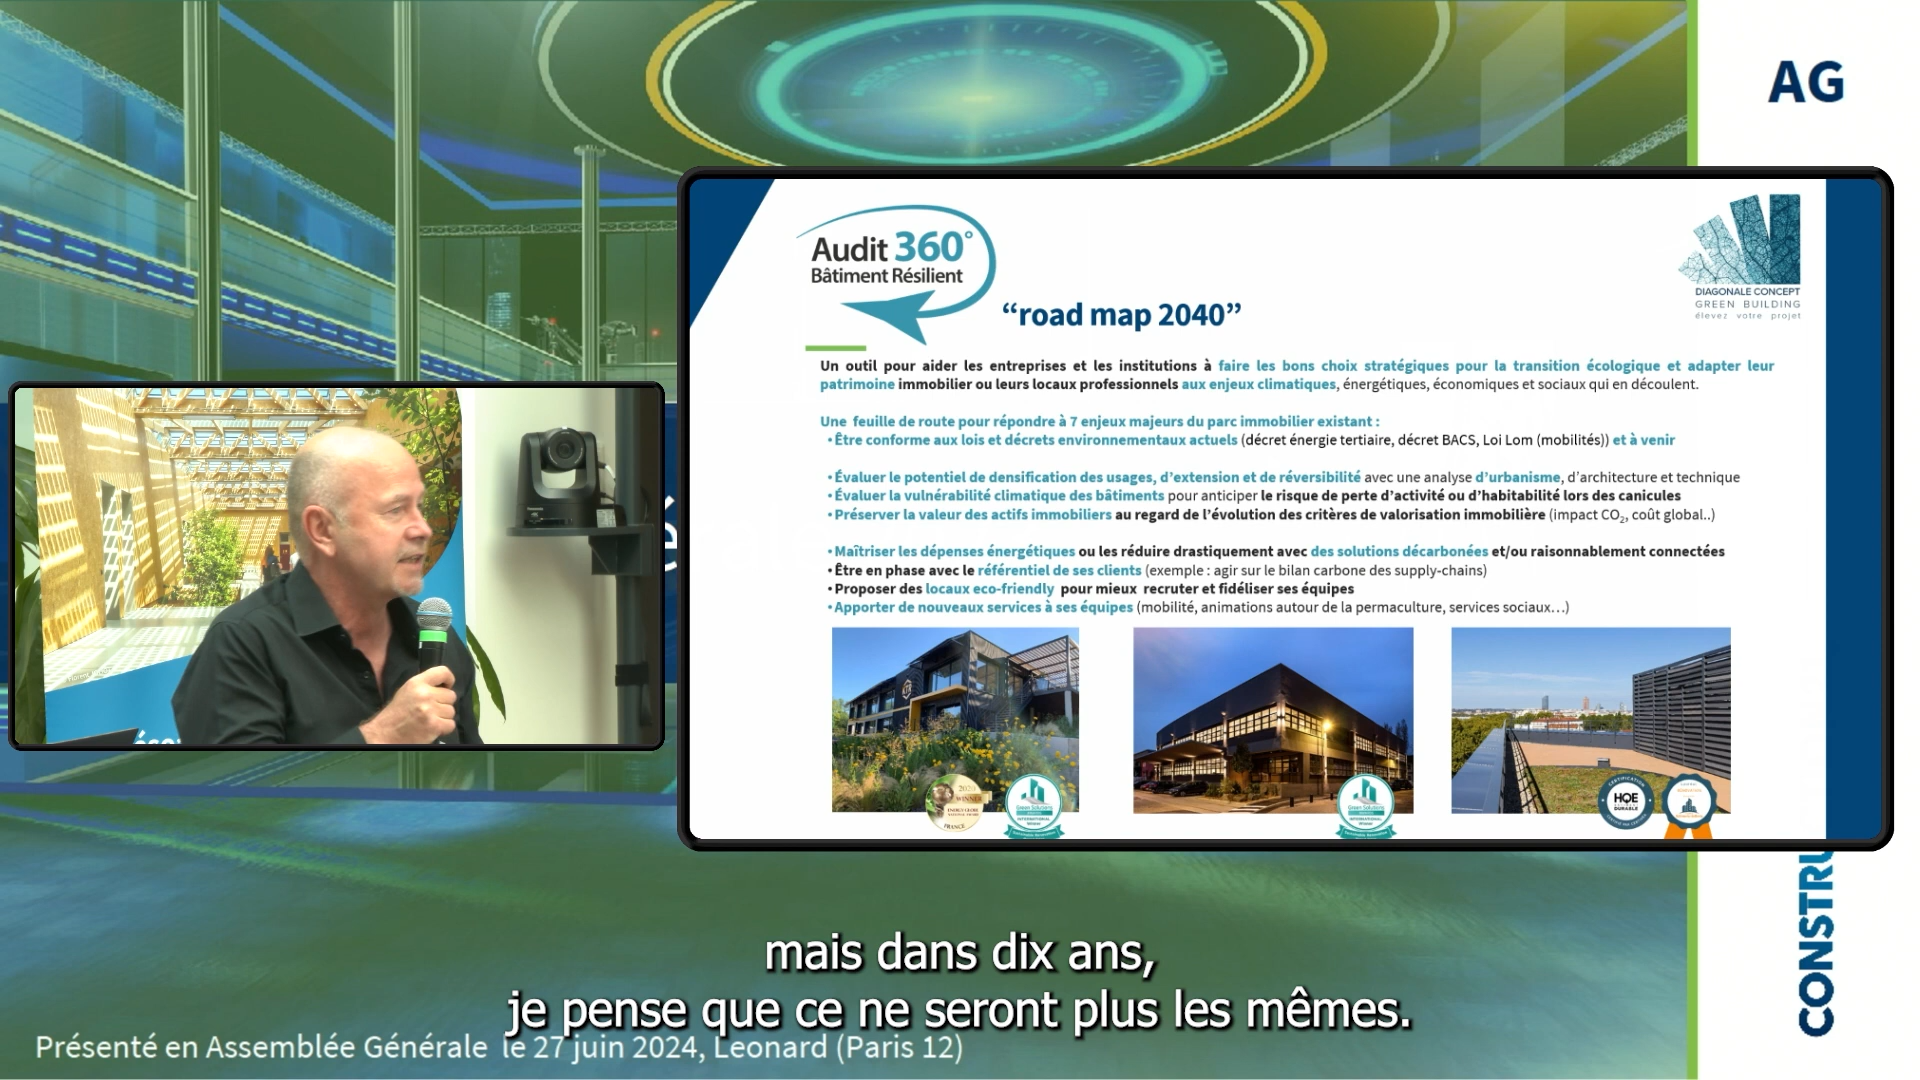 AG
Audit 360°
Bâtiment Résilient
“road map 2040”
DIAGONALE CONCEPT
GREEN BUILDING
élevez votre projet
Un outil pour aider les entreprises et les institutions à faire les bons choix stratégiques pour la transition écologique et adapter leur
patrimoine immobilier ou leurs locaux professionnels aux enjeux climatiques, énergétiques, économiques et sociaux qui en découlent.
Une feuille de route pour répondre à 7 enjeux majeurs du parc immobilier existant :
•Être conforme aux lois et décrets environnementaux actuels (décret énergie tertiaire, décret BACS, Loi Lom (mobilités)) et à venir
•Évaluer le potentiel de densification des usages, d’extension et de réversibilité avec une analyse d’urbanisme, d’architecture et technique
•Évaluer la vulnérabilité climatique des bâtiments pour anticiper le risque de perte d’activité ou d’habitabilité lors des canicules
•Préserver la valeur des actifs immobiliers au regard de l’évolution des critères de valorisation immobilière (impact CO₂, coût global..)
•Maîtriser les dépenses énergétiques ou les réduire drastiquement avec des solutions décarbonées et/ou raisonnablement connectées
•Être en phase avec le référentiel de ses clients (exemple : agir sur le bilan carbone des supply-chains)
•Proposer des locaux eco-friendly pour mieux recruter et fidéliser ses équipes
•Apporter de nouveaux services à ses équipes (mobilité, animations autour de la permaculture, services sociaux…)
WINNER
FRANCE
Green Solutions
INTERNATIONAL
Green Solutions
INTERNATIONAL
CERTIFICATION
HQE
DURABLE
CONSTRU
mais dans dix ans,
je pense que ce ne seront plus les mêmes.
Présenté en Assemblée Générale le 27 juin 2024, Leonard (Paris 12)